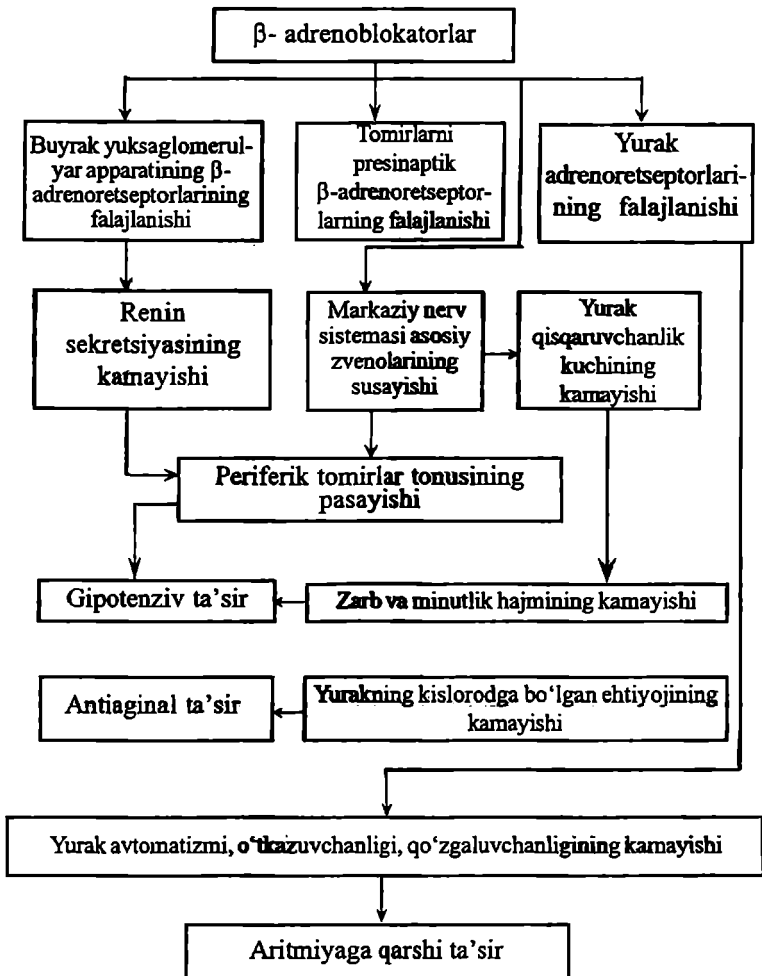 β- adrenoblokatorlar
Buyrak yuksaglomerul-
yar apparatining β-
adrenoretseptorlarining
falajlanishi
Tomirlarni
presinaptik
β-adrenoretseptor-
larning falajlanishi
Yurak
adrenoretseptorlari-
ning falajlanishi
Renin
sekretsiyasining
kamayishi
Markaziy nerv
sistemasi asosiy
zvenolarining
susayishi
Yurak
qisqaruvchanlik
kuchining
kamayishi
Periferik tomirlar tonusining
pasayishi
Gipotenziv ta’sir
Zarb va minutlik hajmining kamayishi
Antiaginal ta’sir
Yurakning kislorodga bo‘lgan ehtiyojining
kamayishi
Yurak avtomatizmi, o‘tkazuvchanligi, qo‘zgaluvchanligining kamayishi
Aritmiyaga qarshi ta’sir